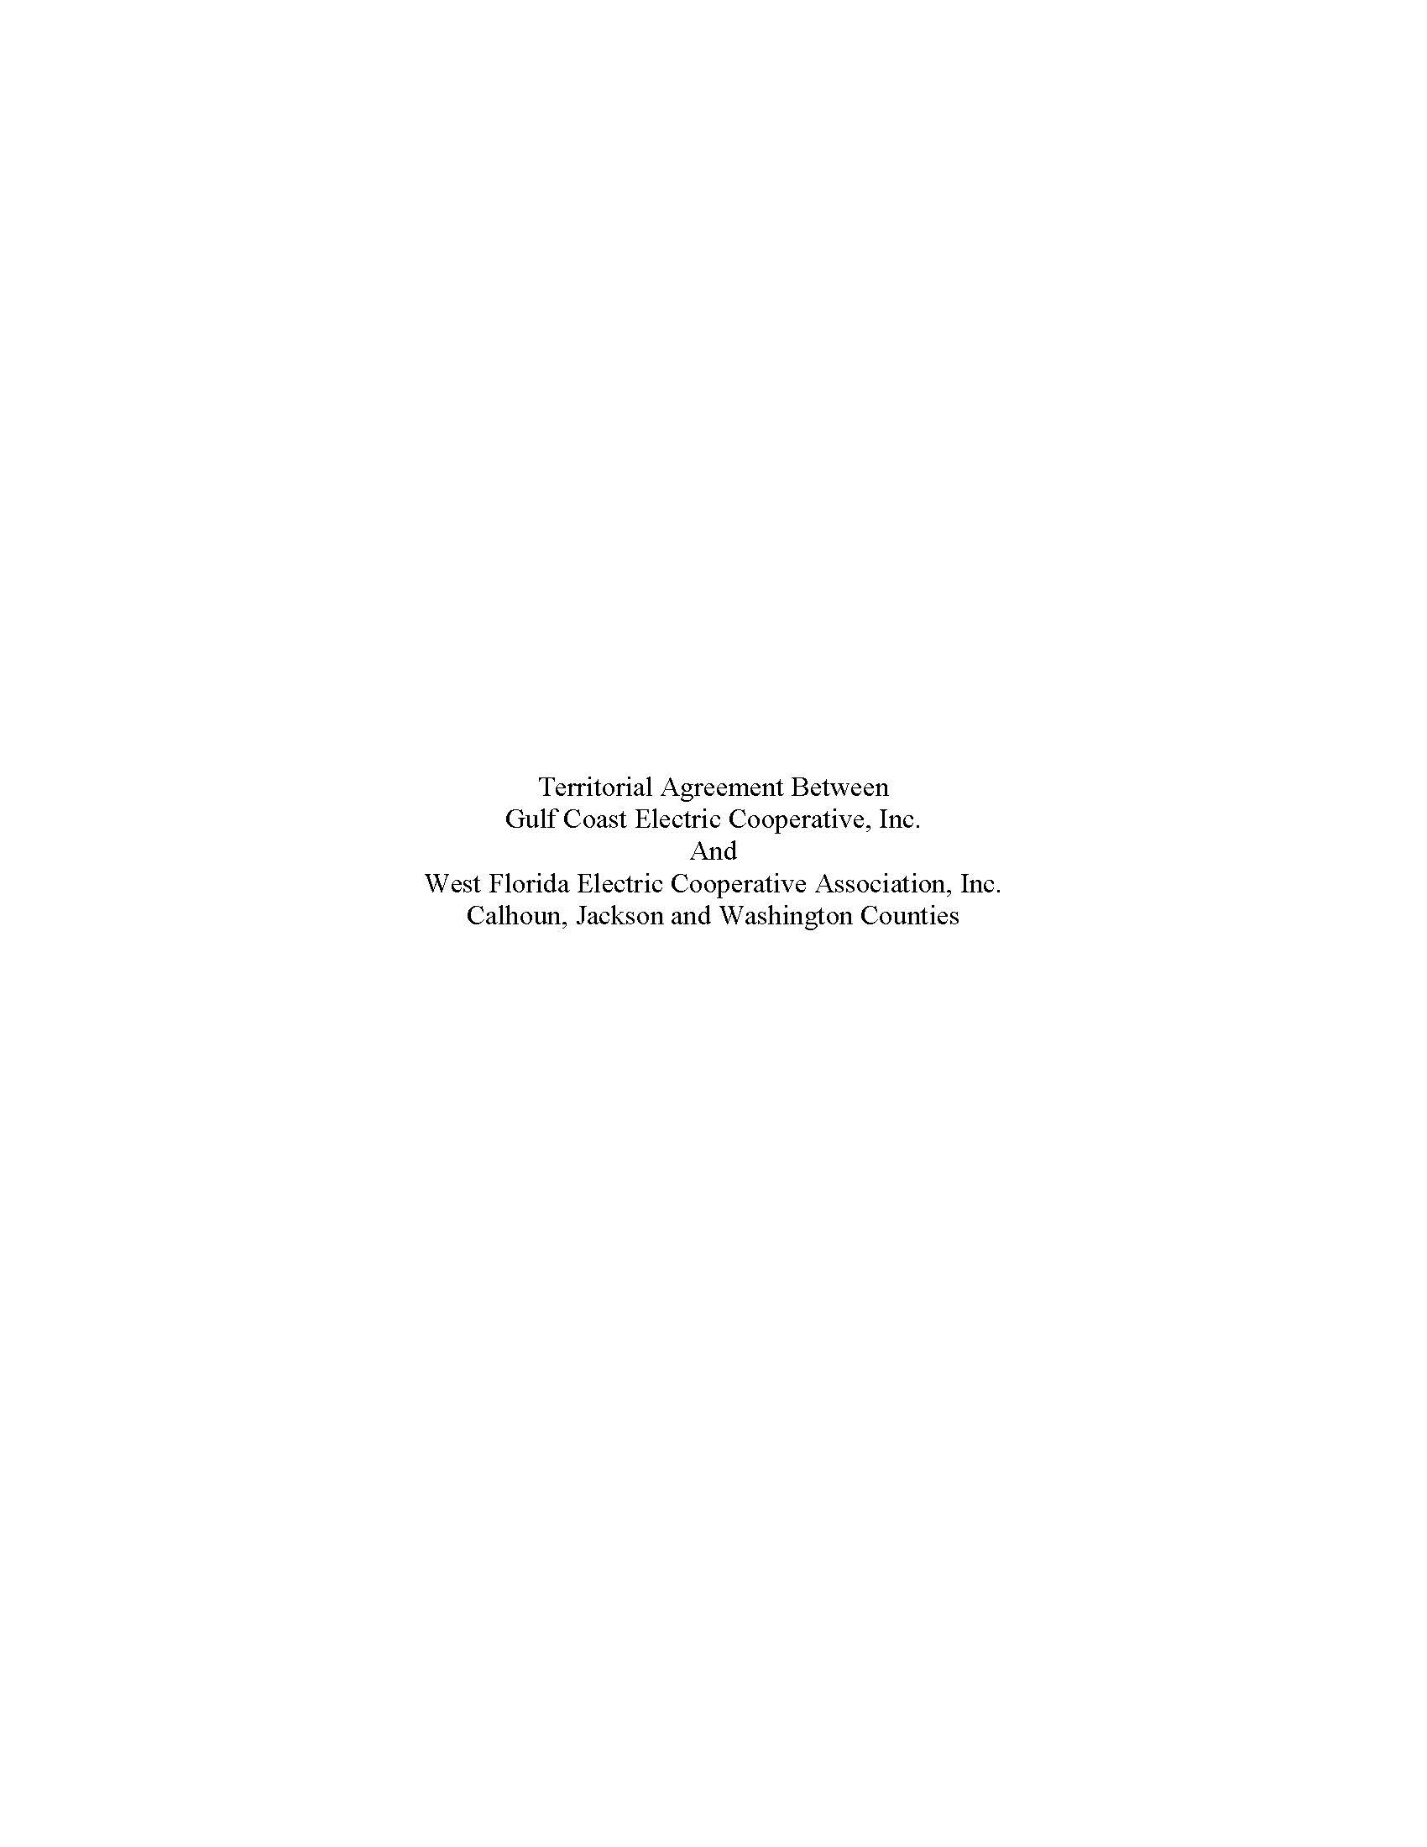 Territorial Agreement Between
Gulf Coast Electric Cooperative, Inc.
And
West Florida Electric Cooperative Association, Inc.
Calhoun, Jackson and Washington Counties